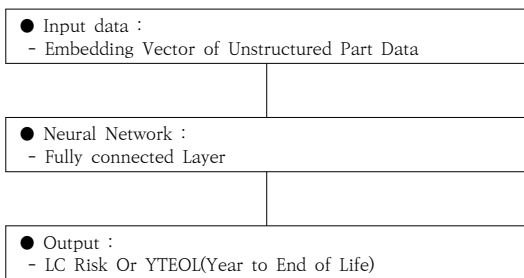 ● Input data :
- Embedding Vector of Unstructured Part Data
● Neural Network :
- Fully connected Layer
● Output :
- LC Risk Or YTEOL(Year to End of Life)